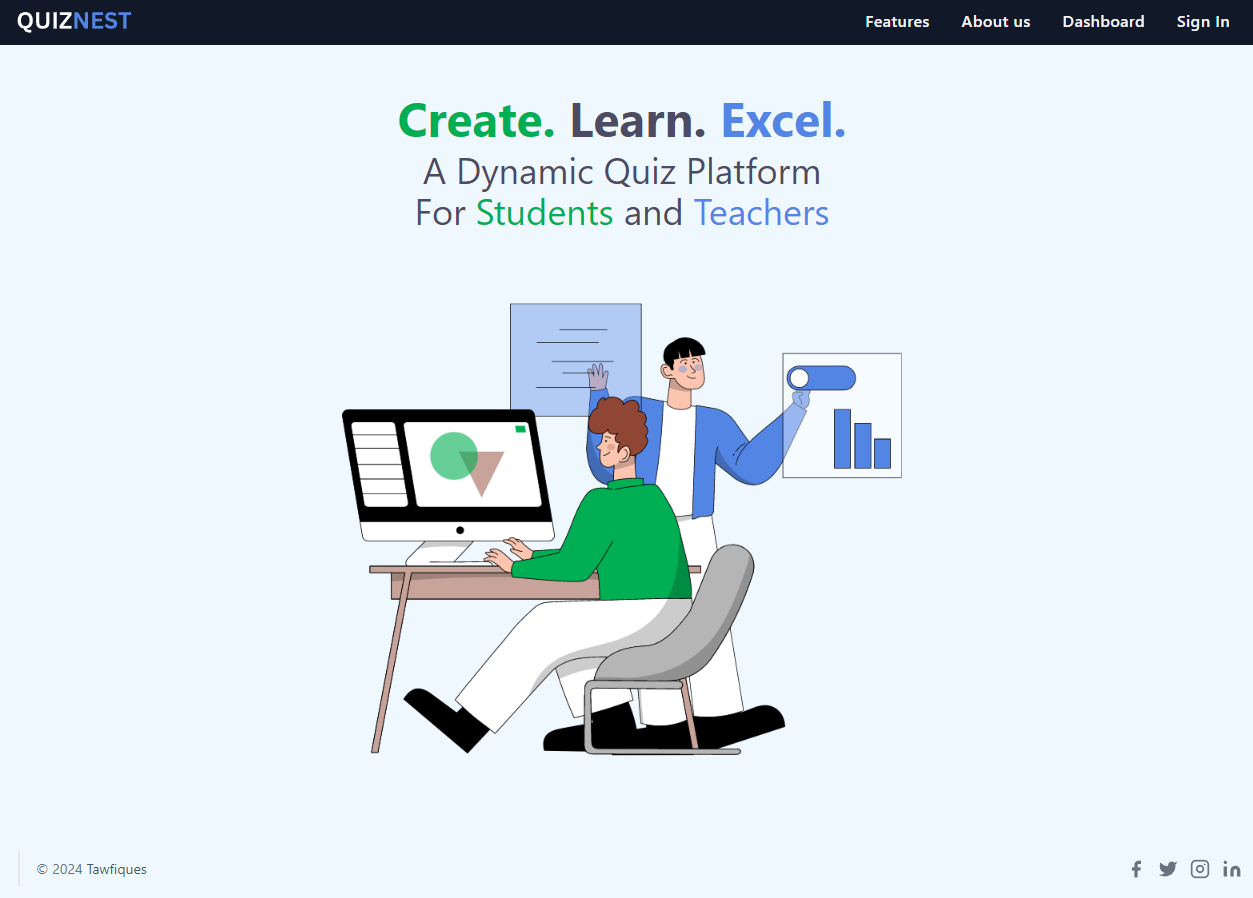 QUIZNEST
Features
About us
Dashboard
Sign In
Create. Learn. Excel.
A Dynamic Quiz Platform
For Students and Teachers
© 2024 Tawfiques